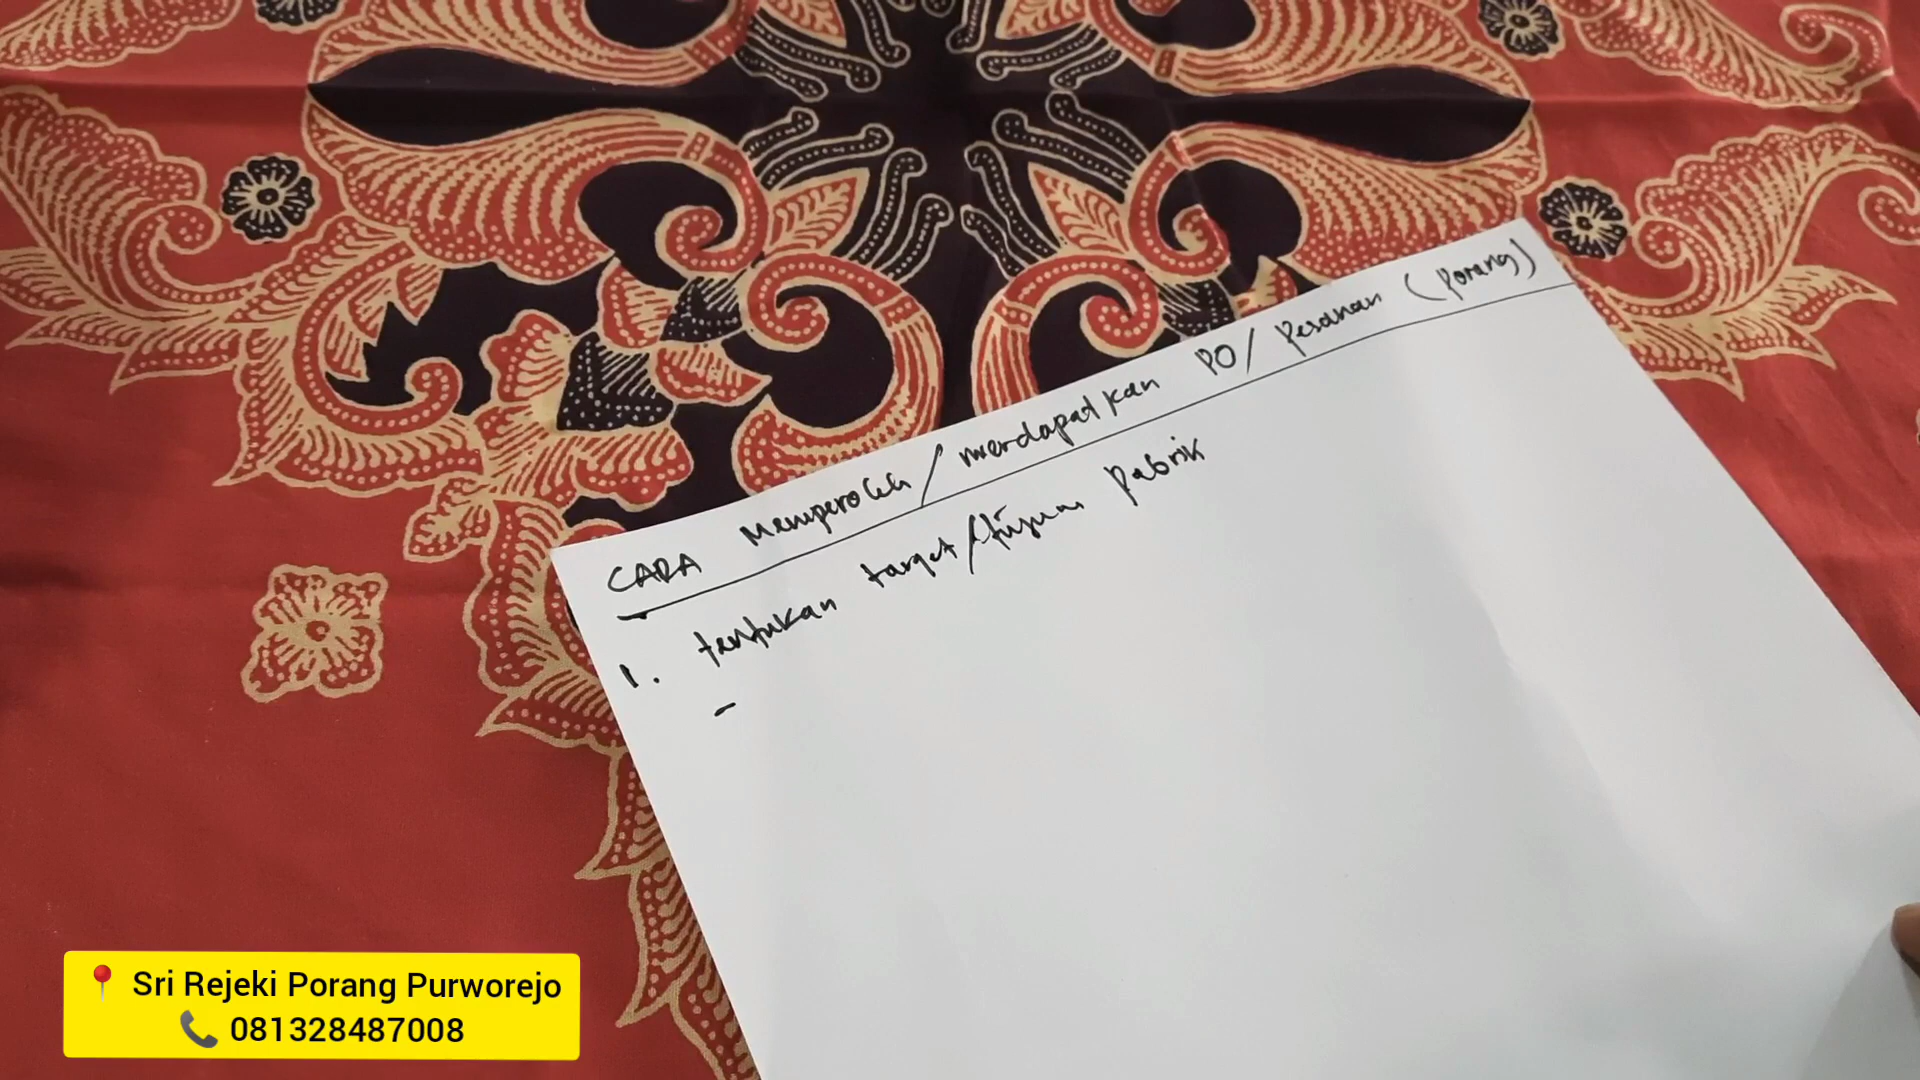 CARA Memperoleh / mendapatkan PO / Pesanan (Porang)
1. tentukan target / tujuan Pabrik
-
📍 Sri Rejeki Porang Purworejo
📞 081328487008